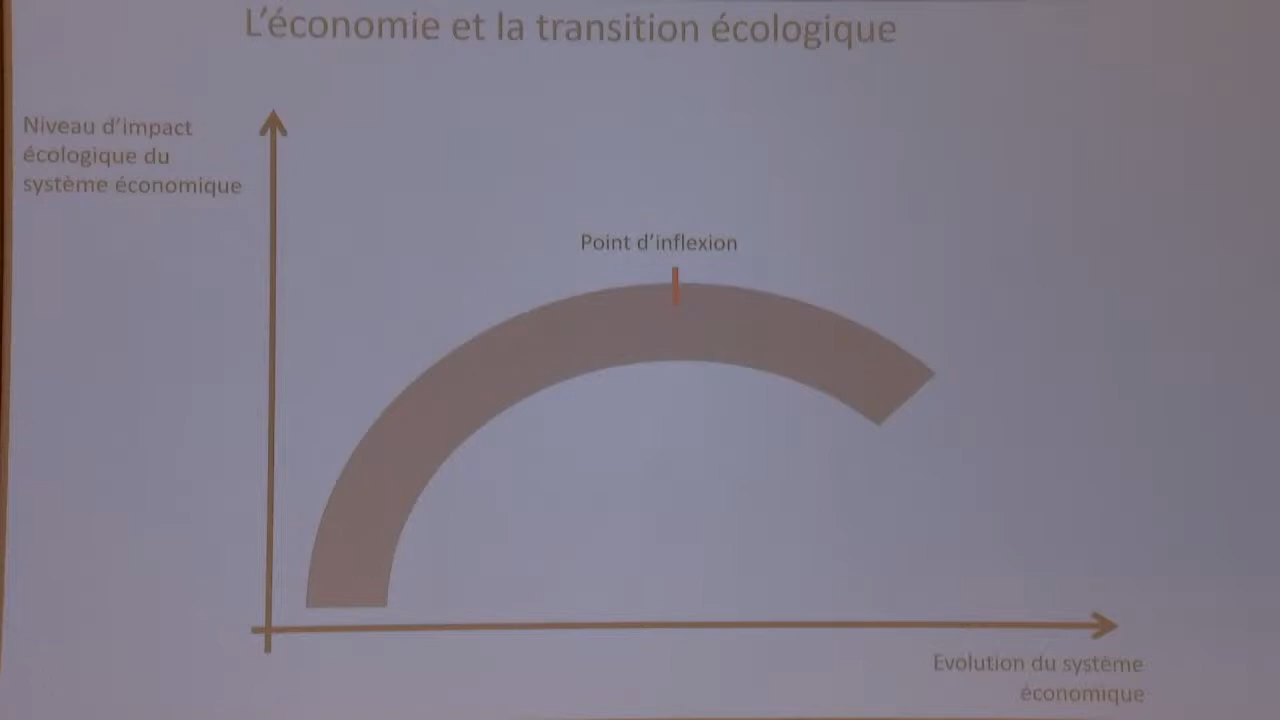 L'économie et la transition écologique
Niveau d'impact
écologique du
système économique
Point d'inflexion
Evolution du système
économique